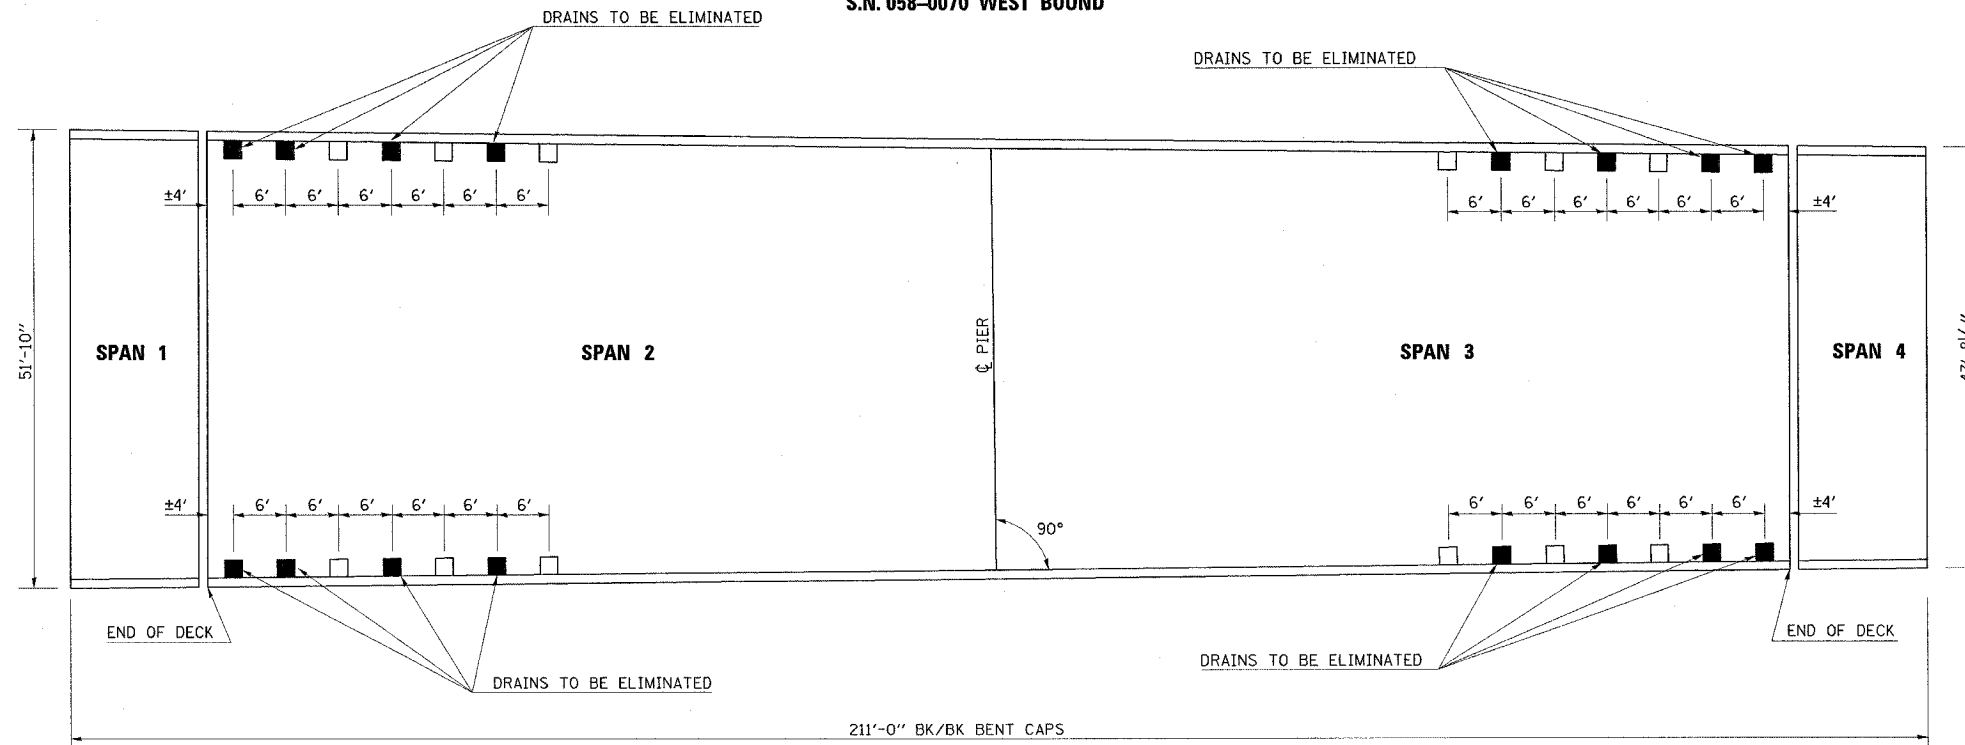 S.N. 058-0070 WEST BOUND
DRAINS TO BE ELIMINATED
DRAINS TO BE ELIMINATED
±4' 6' 6' 6' 6' 6' 6'
6' 6' 6' 6' 6' 6' ±4'
51'-10"
SPAN 1
SPAN 2
℄ PIER
SPAN 3
SPAN 4
±4' 6' 6' 6' 6' 6' 6'
6' 6' 6' 6' 6' 6' ±4'
90°
END OF DECK
END OF DECK
DRAINS TO BE ELIMINATED
DRAINS TO BE ELIMINATED
211'-0" BK/BK BENT CAPS